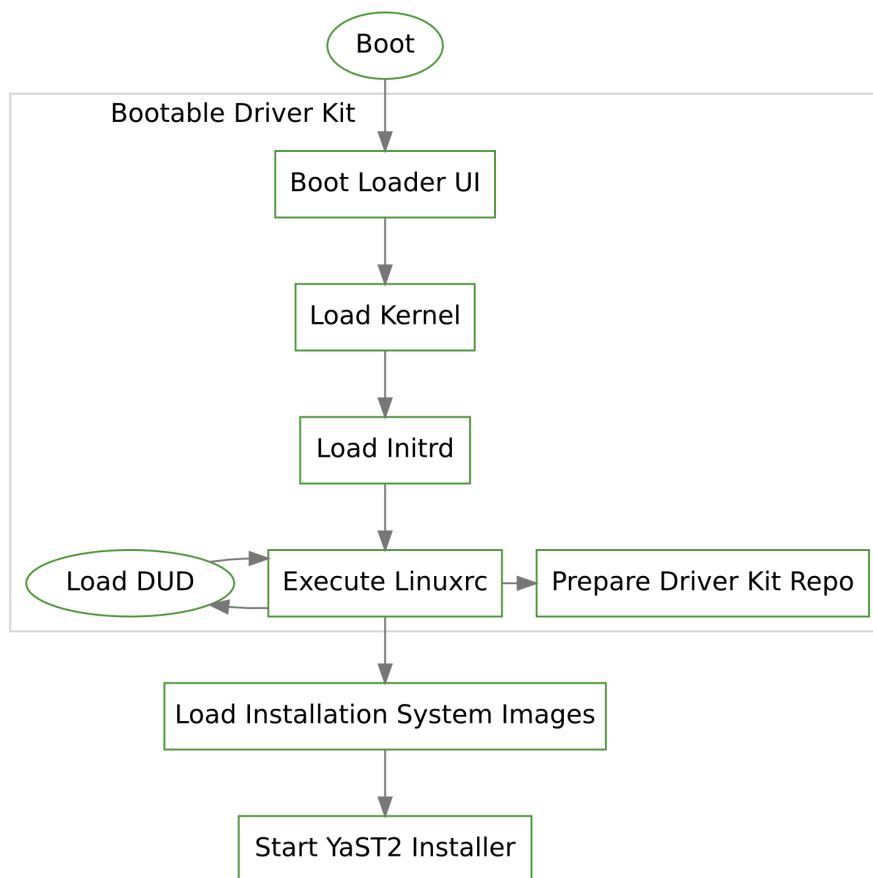 Boot
Bootable Driver Kit
Boot Loader UI
Load Kernel
Load Initrd
Load DUD
Execute Linuxrc
Prepare Driver Kit Repo
Load Installation System Images
Start YaST2 Installer